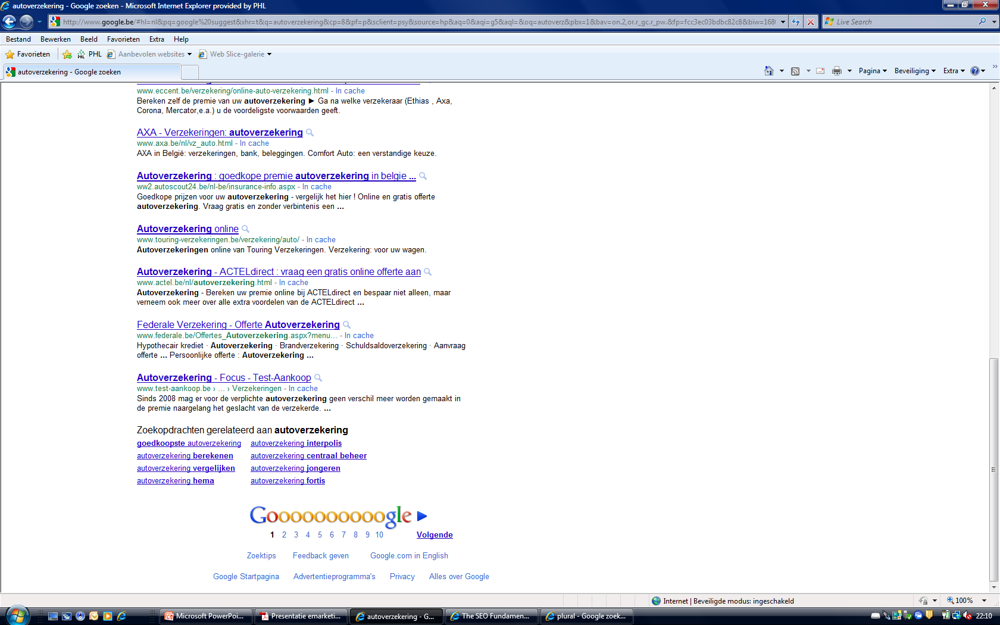 autoverzekering - Google zoeken - Microsoft Internet Explorer provided by PHL
http://www.google.be/#hl=nl&pq=google%20suggest&xhr=t&q=autoverzekering&cp=8&pf=p&sclient=psy&source=hp&aq=0&aqi=g5&aql=&oq=autoverz&pbx=1&bav=on.2,or.r_gc.r_pw.&fp=fcc3ec03bdbc82c8&biw=168
Live Search
Bestand Bewerken Beeld Favorieten Extra Help
Favorieten PHL Aanbevolen websites Web Slice-galerie
autoverzekering - Google zoeken
Pagina Beveiliging Extra
www.eccent.be/verzekering/online-auto-verzekering.html - In cache
Bereken zelf de premie van uw autoverzekering ► Ga na welke verzekeraar (Ethias , Axa,
Corona, Mercator,e.a.) u de voordeligste voorwaarden geeft.
AXA - Verzekeringen: autoverzekering
www.axa.be/nl/vz_auto.html - In cache
AXA in België: verzekeringen, bank, beleggingen. Comfort Auto: een verstandige keuze.
Autoverzekering : goedkope premie autoverzekering in belgie ...
ww2.autoscout24.be/nl-be/insurance-info.aspx - In cache
Goedkope prijzen voor uw autoverzekering - vergelijk het hier ! Online en gratis offerte
autoverzekering. Vraag gratis en zonder verbintenis een ...
Autoverzekering online
www.touring-verzekeringen.be/verzekering/auto/ - In cache
Autoverzekeringen online van Touring Verzekeringen. Verzekering: voor uw wagen.
Autoverzekering - ACTELdirect : vraag een gratis online offerte aan
www.actel.be/nl/autoverzekering.html - In cache
Autoverzekering - Bereken uw premie online bij ACTELdirect en bespaar niet alleen, maar
verneem ook meer over alle extra voordelen van de ACTELdirect ...
Federale Verzekering - Offerte Autoverzekering
www.federale.be/Offertes_Autoverzekering.aspx?menu... - In cache
Hypothecair krediet · Autoverzekering · Brandverzekering · Schuldsaldoverzekering · Aanvraag
offerte ... Persoonlijke offerte : Autoverzekering ...
Autoverzekering - Focus - Test-Aankoop
www.test-aankoop.be › ... › Verzekeringen - In cache
Sinds 2008 mag er voor de verplichte autoverzekering geen verschil meer worden gemaakt in
de premie naargelang het geslacht van de verzekerde. ...
Zoekopdrachten gerelateerd aan autoverzekering
goedkoopste autoverzekering autoverzekering interpolis
autoverzekering berekenen autoverzekering centraal beheer
autoverzekering vergelijken autoverzekering jongeren
autoverzekering hema autoverzekering fortis
Goooooooooogle
1 2 3 4 5 6 7 8 9 10 Volgende
Zoektips Feedback geven Google.com in English
Google Startpagina Advertentieprogramma's Privacy Alles over Google
Internet | Beveiligde modus: ingeschakeld 100%
Microsoft PowerPoi... Presentatie emarketi... autoverzekering - G... The SEO Fundamen... plural - Google zoek... 22:10